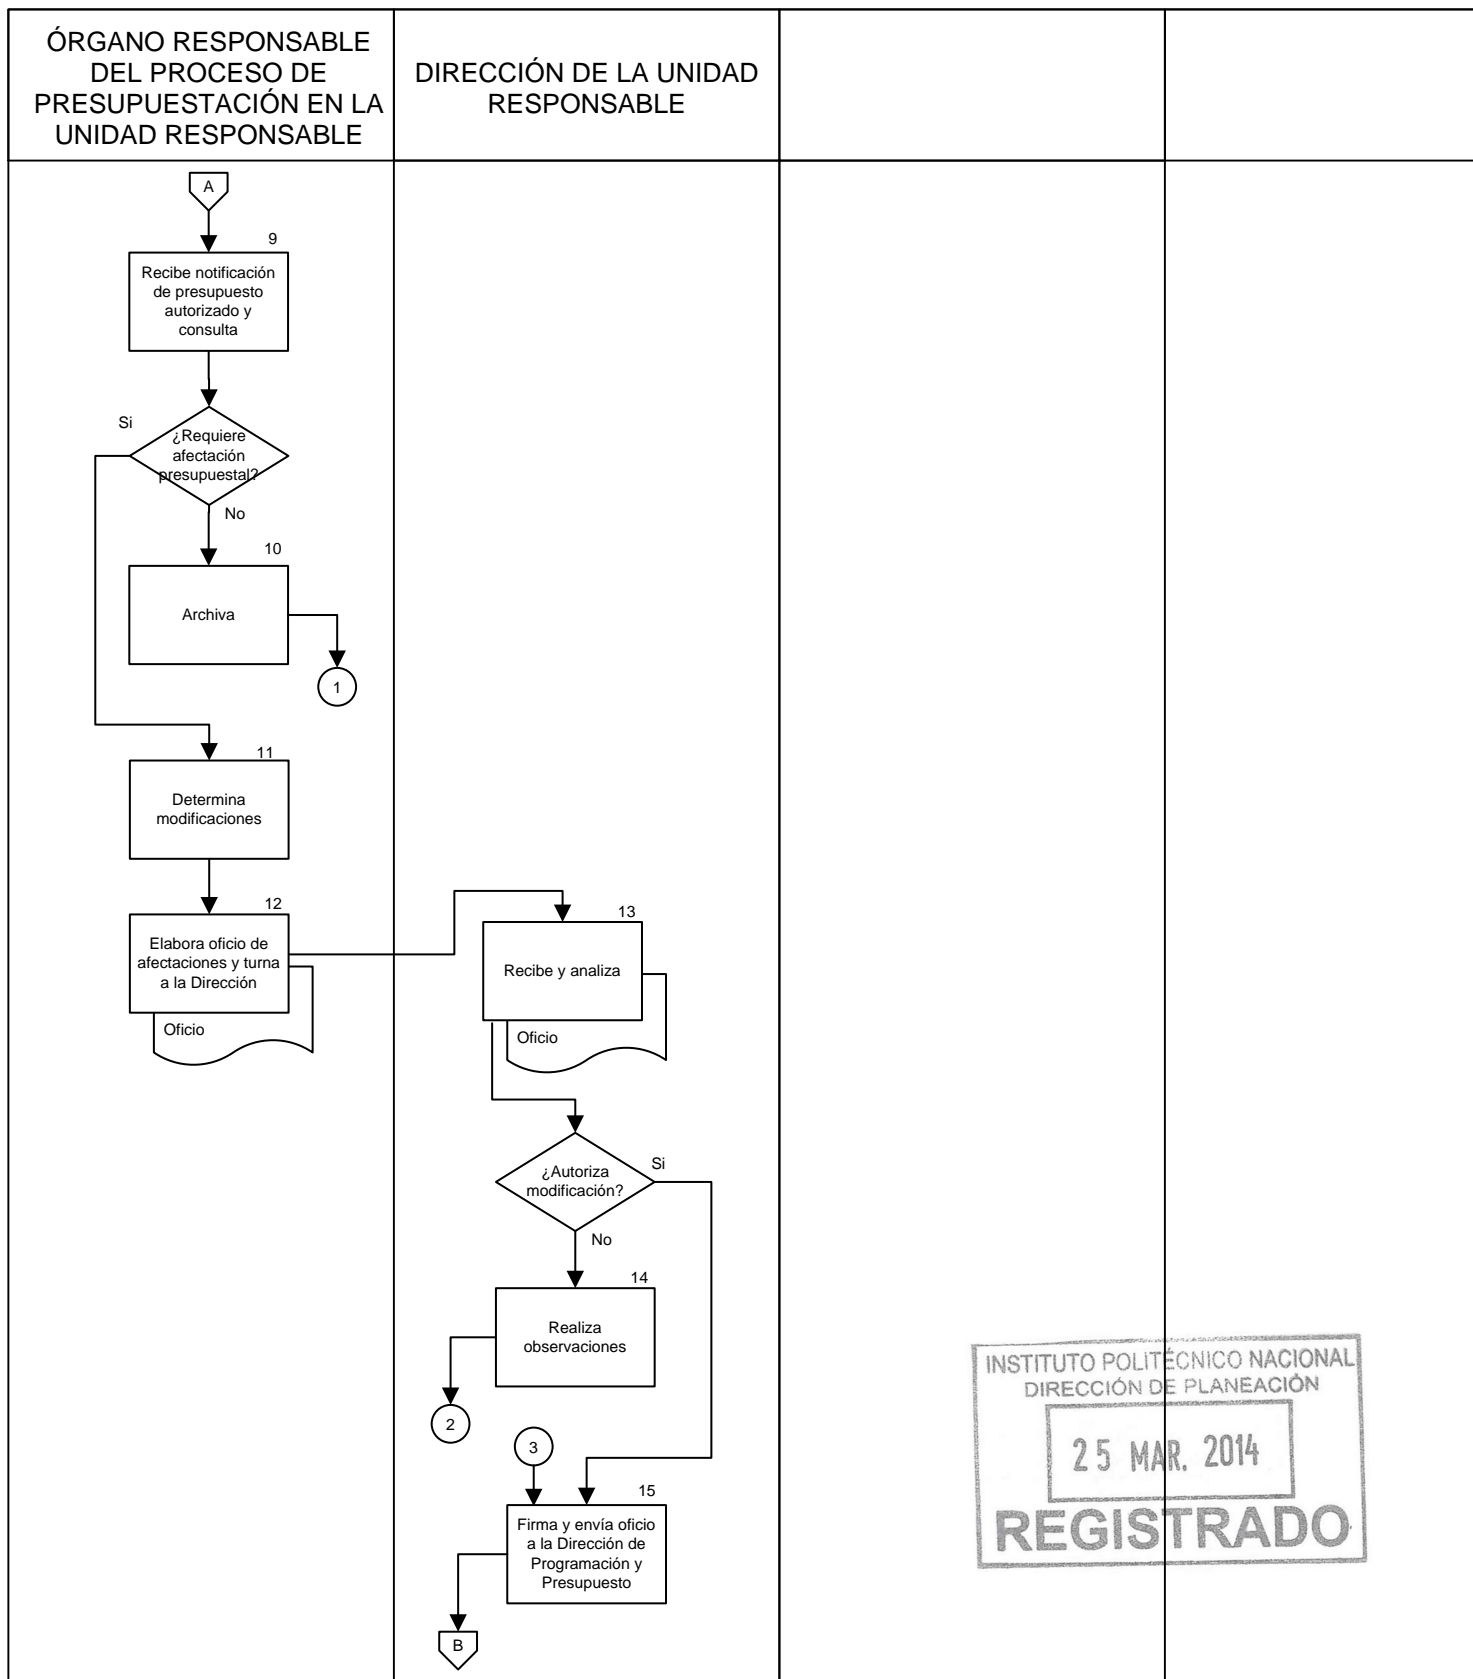 ÓRGANO RESPONSABLE
DEL PROCESO DE
PRESUPUESTACIÓN EN LA
UNIDAD RESPONSABLE
DIRECCIÓN DE LA UNIDAD
RESPONSABLE
A
9
Recibe notificación
de presupuesto
autorizado y
consulta
Si
¿Requiere
afectación
presupuestal?
No
10
Archiva
1
11
Determina
modificaciones
12
Elabora oficio de
afectaciones y turna
a la Dirección
Oficio
13
Recibe y analiza
Oficio
¿Autoriza
modificación?
Si
No
14
Realiza
observaciones
2
3
15
Firma y envía oficio
a la Dirección de
Programación y
Presupuesto
B
INSTITUTO POLITÉCNICO NACIONAL
DIRECCIÓN DE PLANEACIÓN
25 MAR. 2014
REGISTRADO